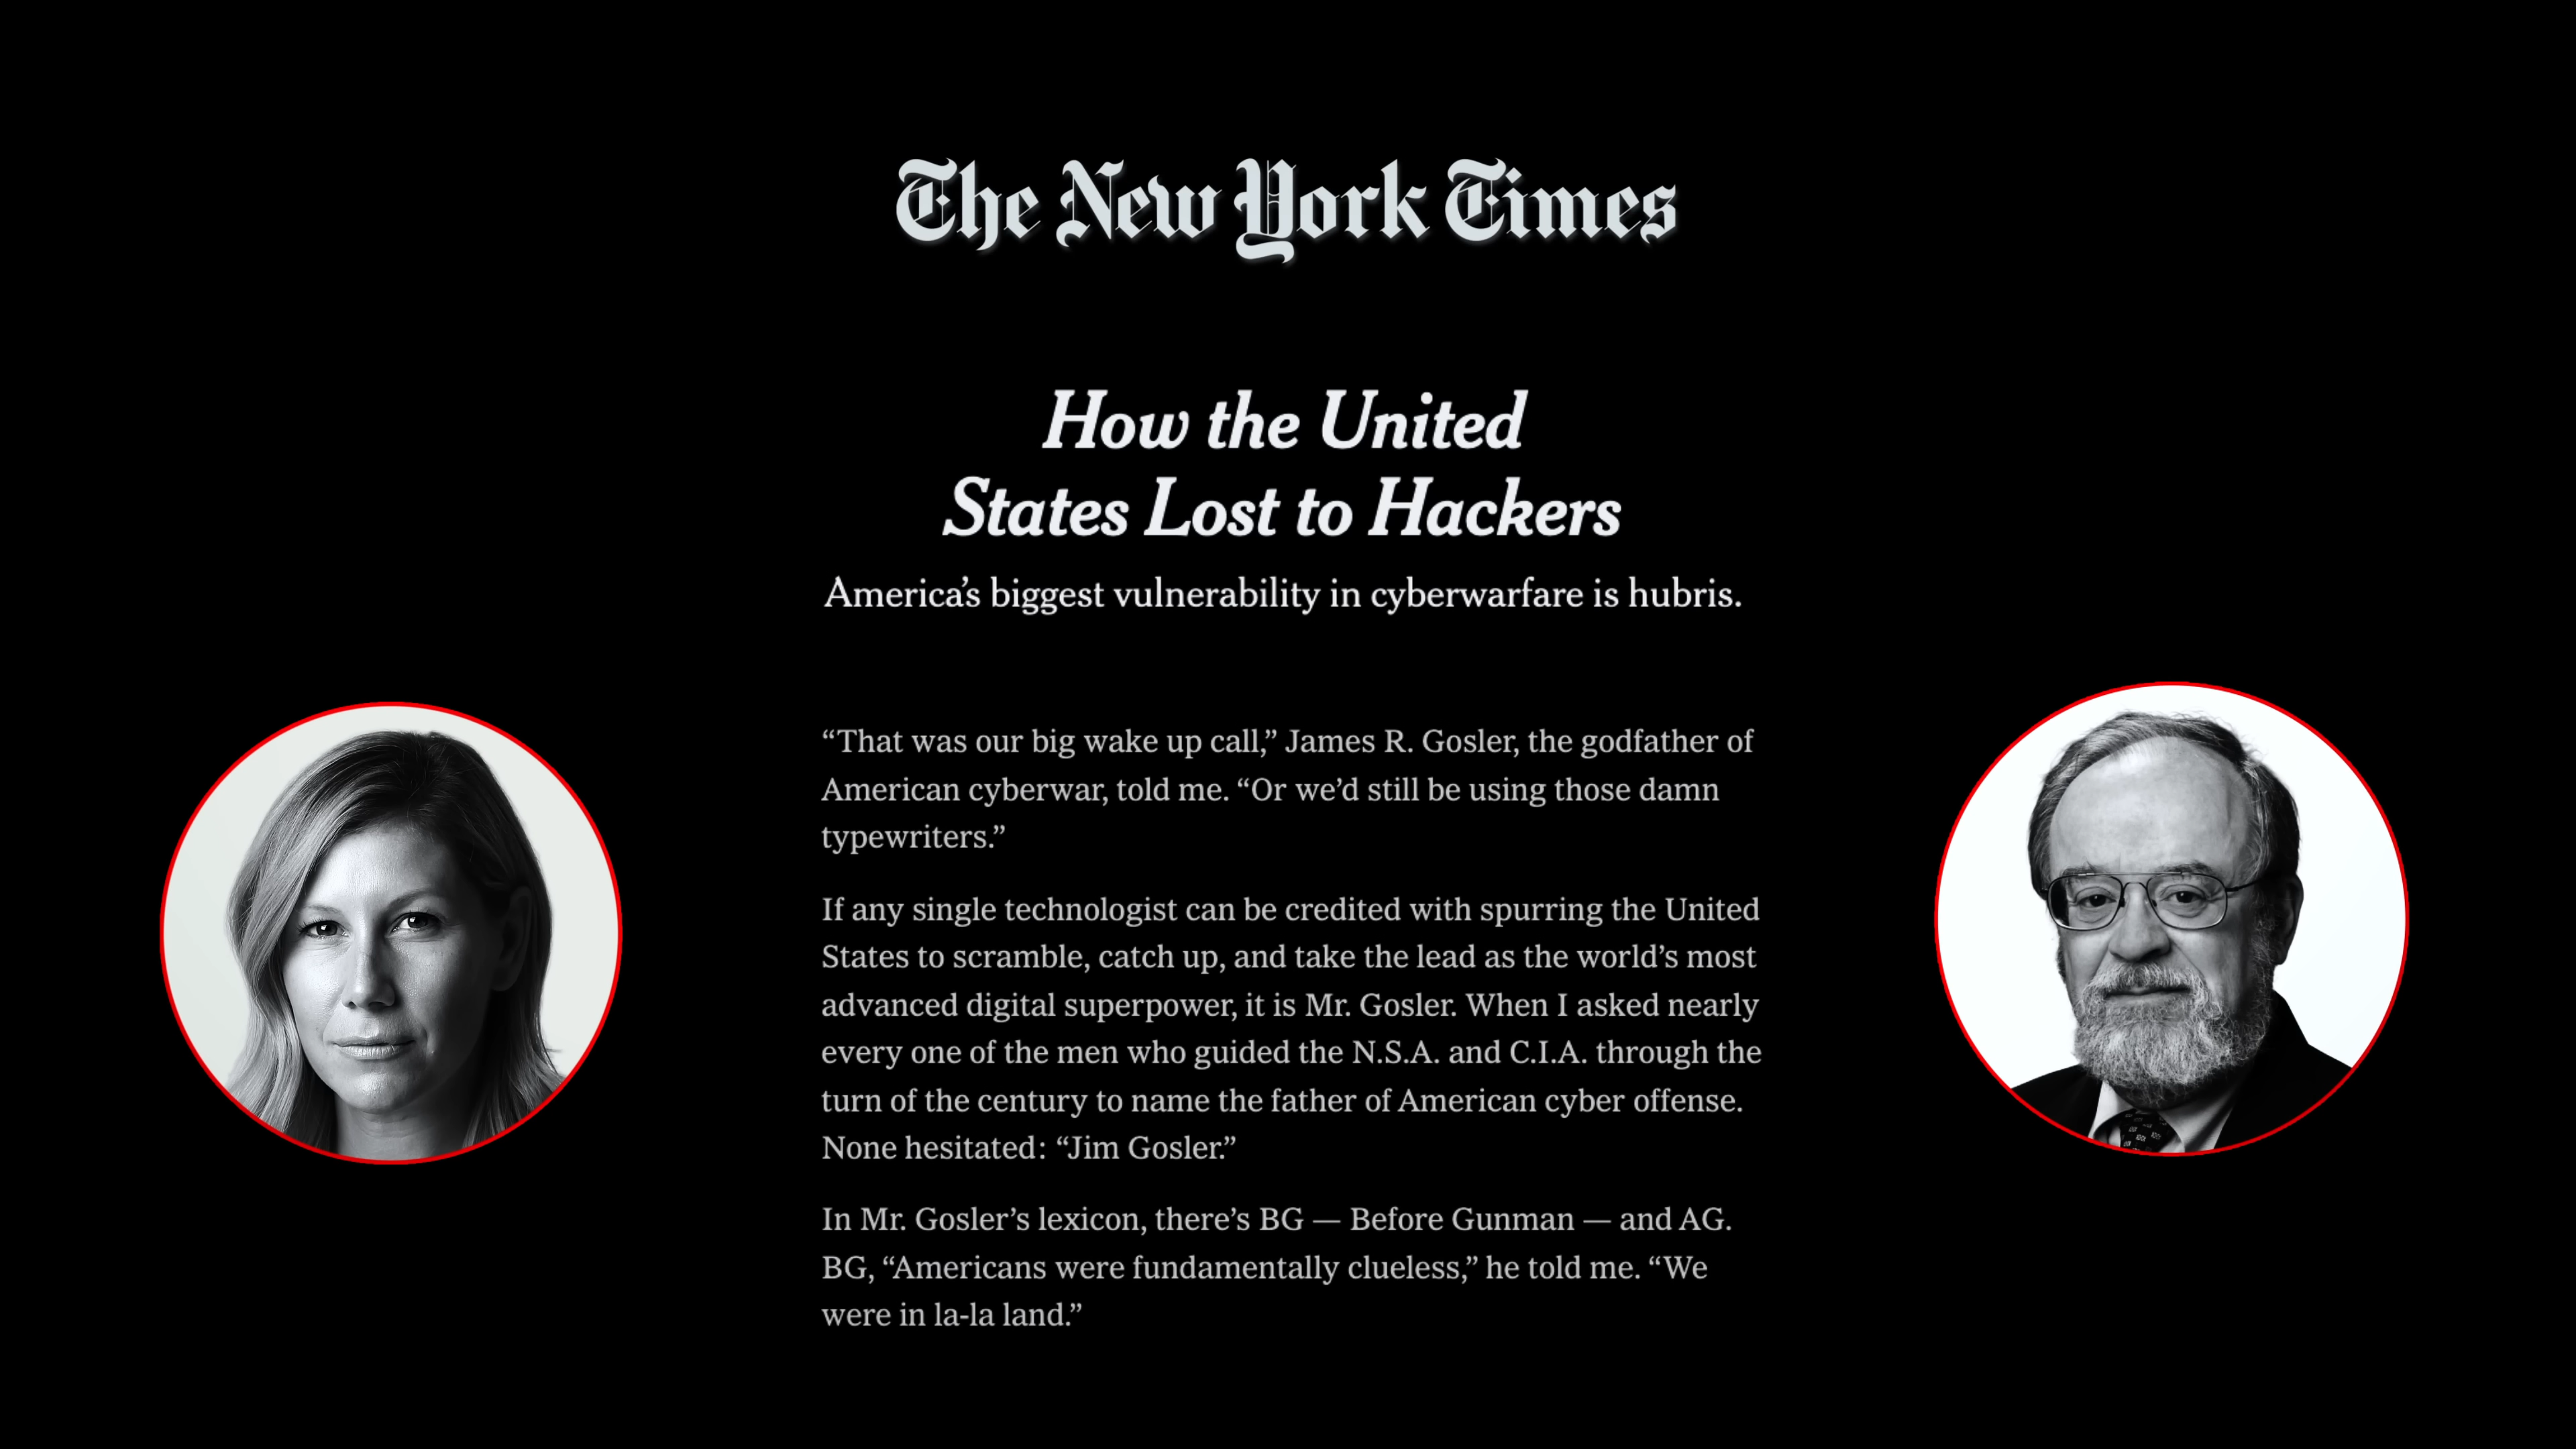 The New York Times
How the United
States Lost to Hackers
America’s biggest vulnerability in cyberwarfare is hubris.
“That was our big wake up call,” James R. Gosler, the godfather of
American cyberwar, told me. “Or we’d still be using those damn
typewriters.”
If any single technologist can be credited with spurring the United
States to scramble, catch up, and take the lead as the world’s most
advanced digital superpower, it is Mr. Gosler. When I asked nearly
every one of the men who guided the N.S.A. and C.I.A. through the
turn of the century to name the father of American cyber offense.
None hesitated: “Jim Gosler.”
In Mr. Gosler’s lexicon, there’s BG — Before Gunman — and AG.
BG, “Americans were fundamentally clueless,” he told me. “We
were in la-la land.”